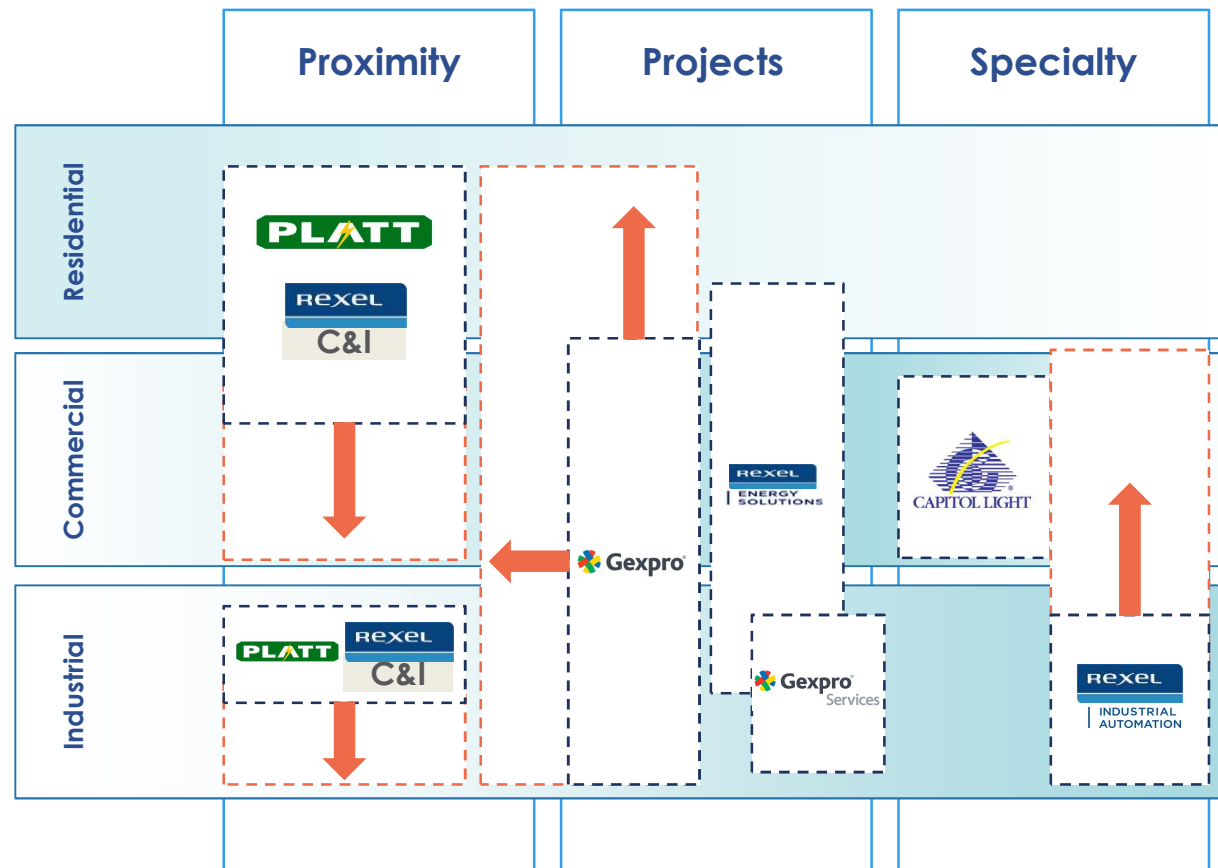 Proximity
Projects
Specialty
Residential
PLATT
REXEL
C&I
Commercial
REXEL
ENERGY
SOLUTIONS
®
CAPITOL LIGHT
Gexpro®
Industrial
PLATT
REXEL
C&I
Gexpro®
Services
REXEL
INDUSTRIAL
AUTOMATION